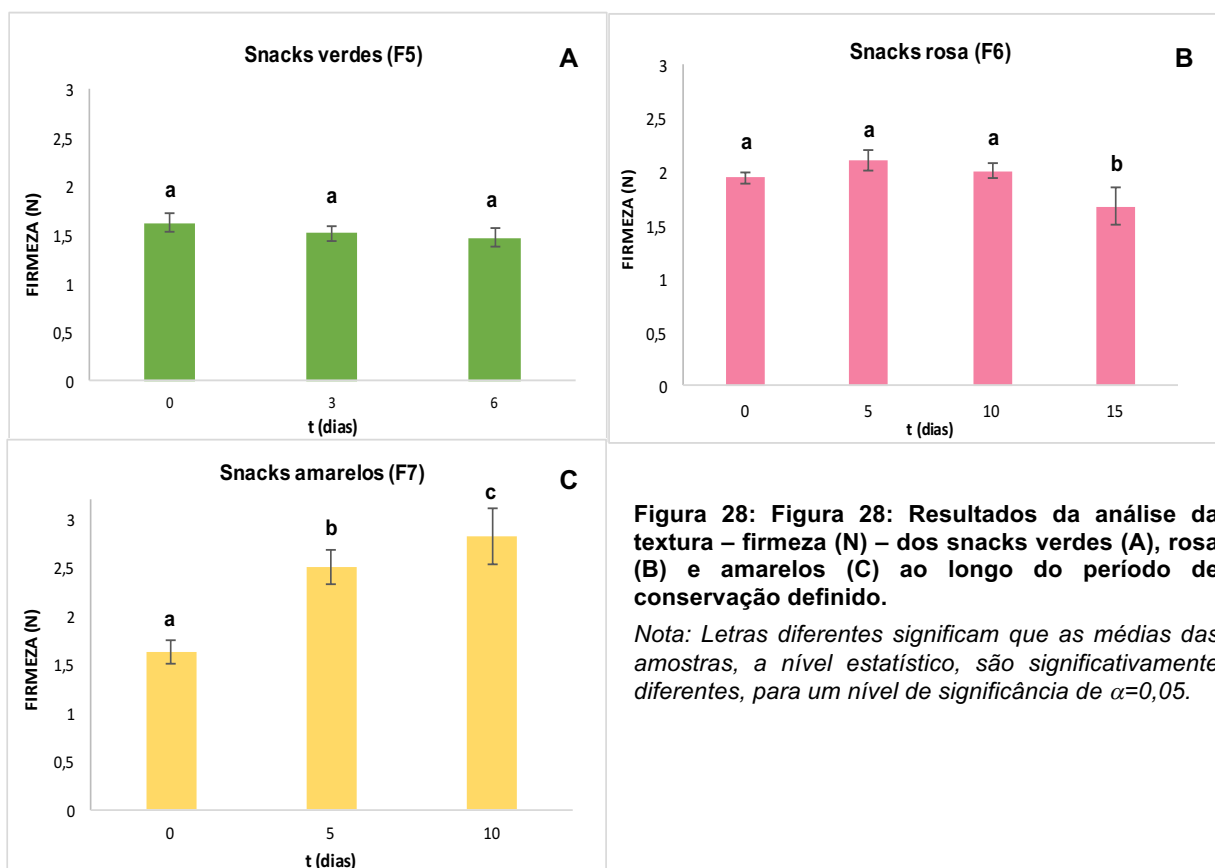 Snacks verdes (F5)
A
3
2,5
2
1,5
1
0,5
0
FIRMEZA (N)
a
a
a
0
3
6
t (dias)
Snacks rosa (F6)
B
3
2,5
2
1,5
1
0,5
0
FIRMEZA (N)
a
a
a
b
0
5
10
15
t (dias)
Snacks amarelos (F7)
C
3
2,5
2
1,5
1
0,5
0
FIRMEZA (N)
a
b
c
0
5
10
t (dias)
Figura 28: Figura 28: Resultados da análise da
textura – firmeza (N) – dos snacks verdes (A), rosa
(B) e amarelos (C) ao longo do período de
conservação definido.
Nota: Letras diferentes significam que as médias das
amostras, a nível estatístico, são significativamente
diferentes, para um nível de significância de α=0,05.